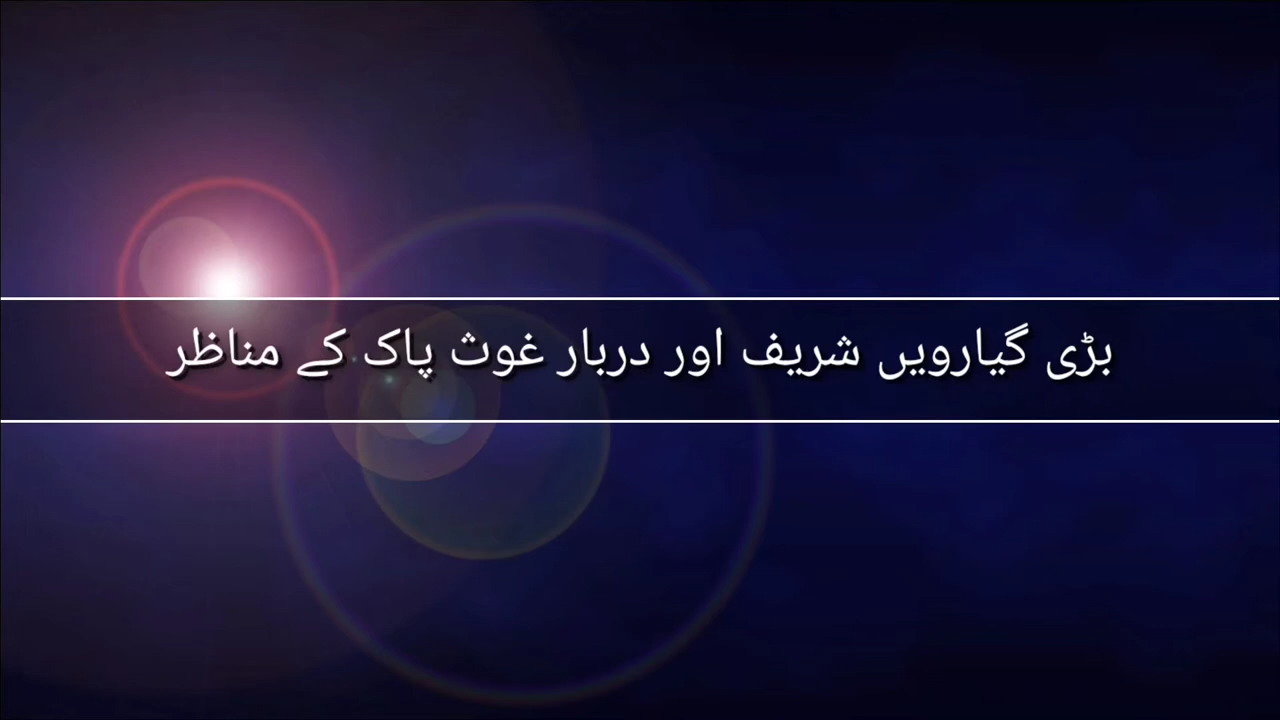 بڑی گیارویں شریف اور دربار غوث پاک کے مناظر